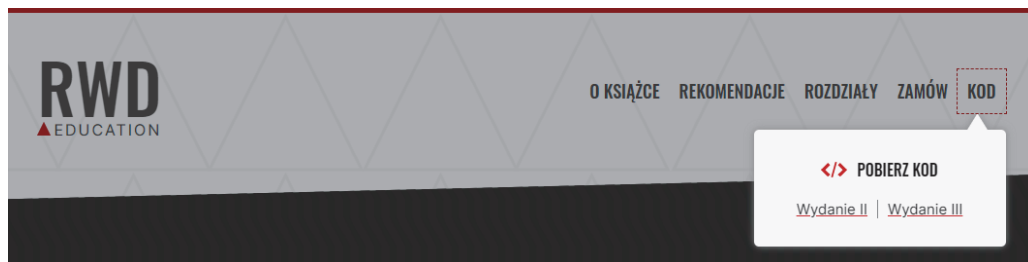 RWD
EDUCATION
O KSIĄŻCE REKOMENDACJE ROZDZIAŁY ZAMÓW KOD
</> POBIERZ KOD
Wydanie II | Wydanie III